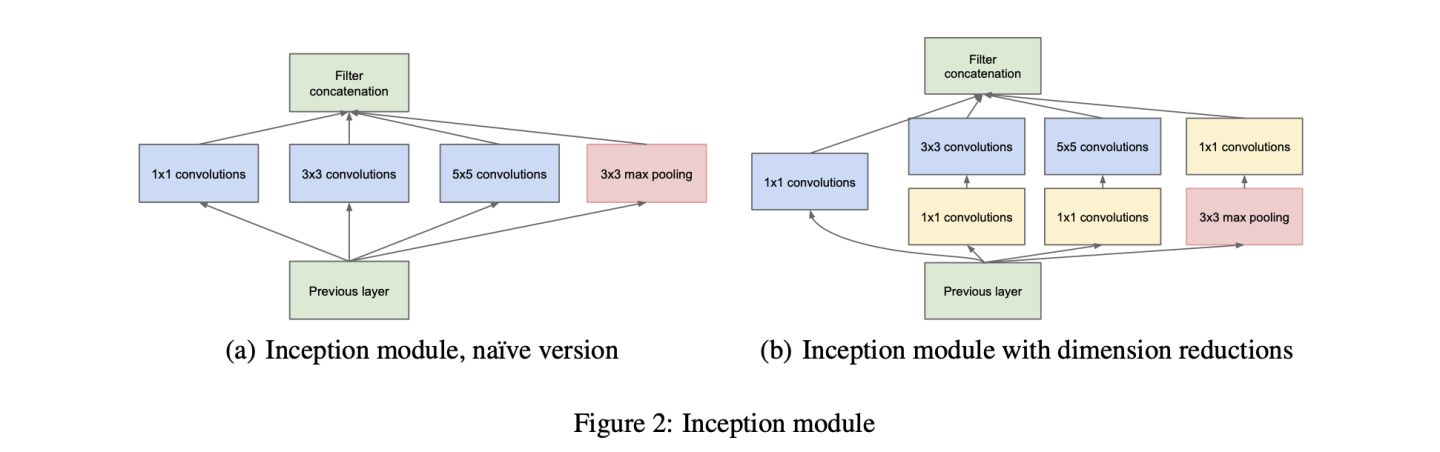 Filter
concatenation
1x1 convolutions
3x3 convolutions
5x5 convolutions
3x3 max pooling
Previous layer
(a) Inception module, naïve version
Filter
concatenation
1x1 convolutions
3x3 convolutions
5x5 convolutions
1x1 convolutions
1x1 convolutions
1x1 convolutions
3x3 max pooling
Previous layer
(b) Inception module with dimension reductions
Figure 2: Inception module